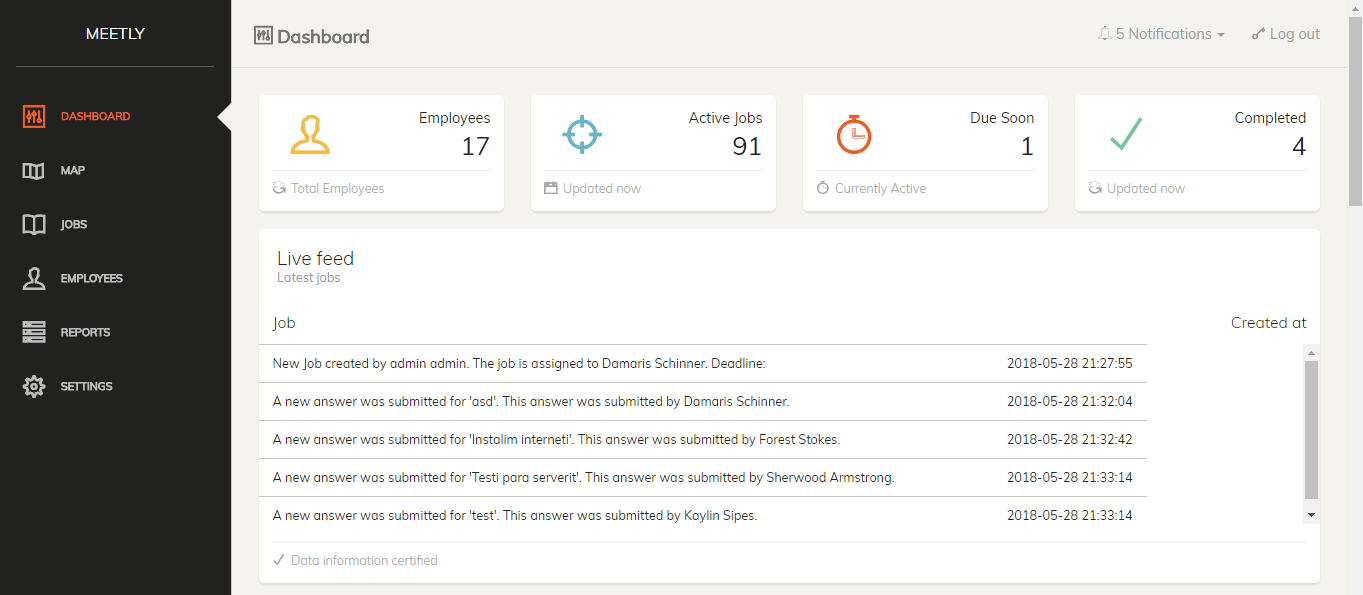 MEETLY
DASHBOARD
MAP
JOBS
EMPLOYEES
REPORTS
SETTINGS
Dashboard
5 Notifications
Log out
Employees
17
Total Employees
Active Jobs
91
Updated now
Due Soon
1
Currently Active
Completed
4
Updated now
Live feed
Latest jobs
Job Created at
New Job created by admin admin. The job is assigned to Damaris Schinner. Deadline: 2018-05-28 21:27:55
A new answer was submitted for 'asd'. This answer was submitted by Damaris Schinner. 2018-05-28 21:32:04
A new answer was submitted for 'Instalim interneti'. This answer was submitted by Forest Stokes. 2018-05-28 21:32:42
A new answer was submitted for 'Testi para serverit'. This answer was submitted by Sherwood Armstrong. 2018-05-28 21:33:14
A new answer was submitted for 'test'. This answer was submitted by Kaylin Sipes. 2018-05-28 21:33:14
Data information certified